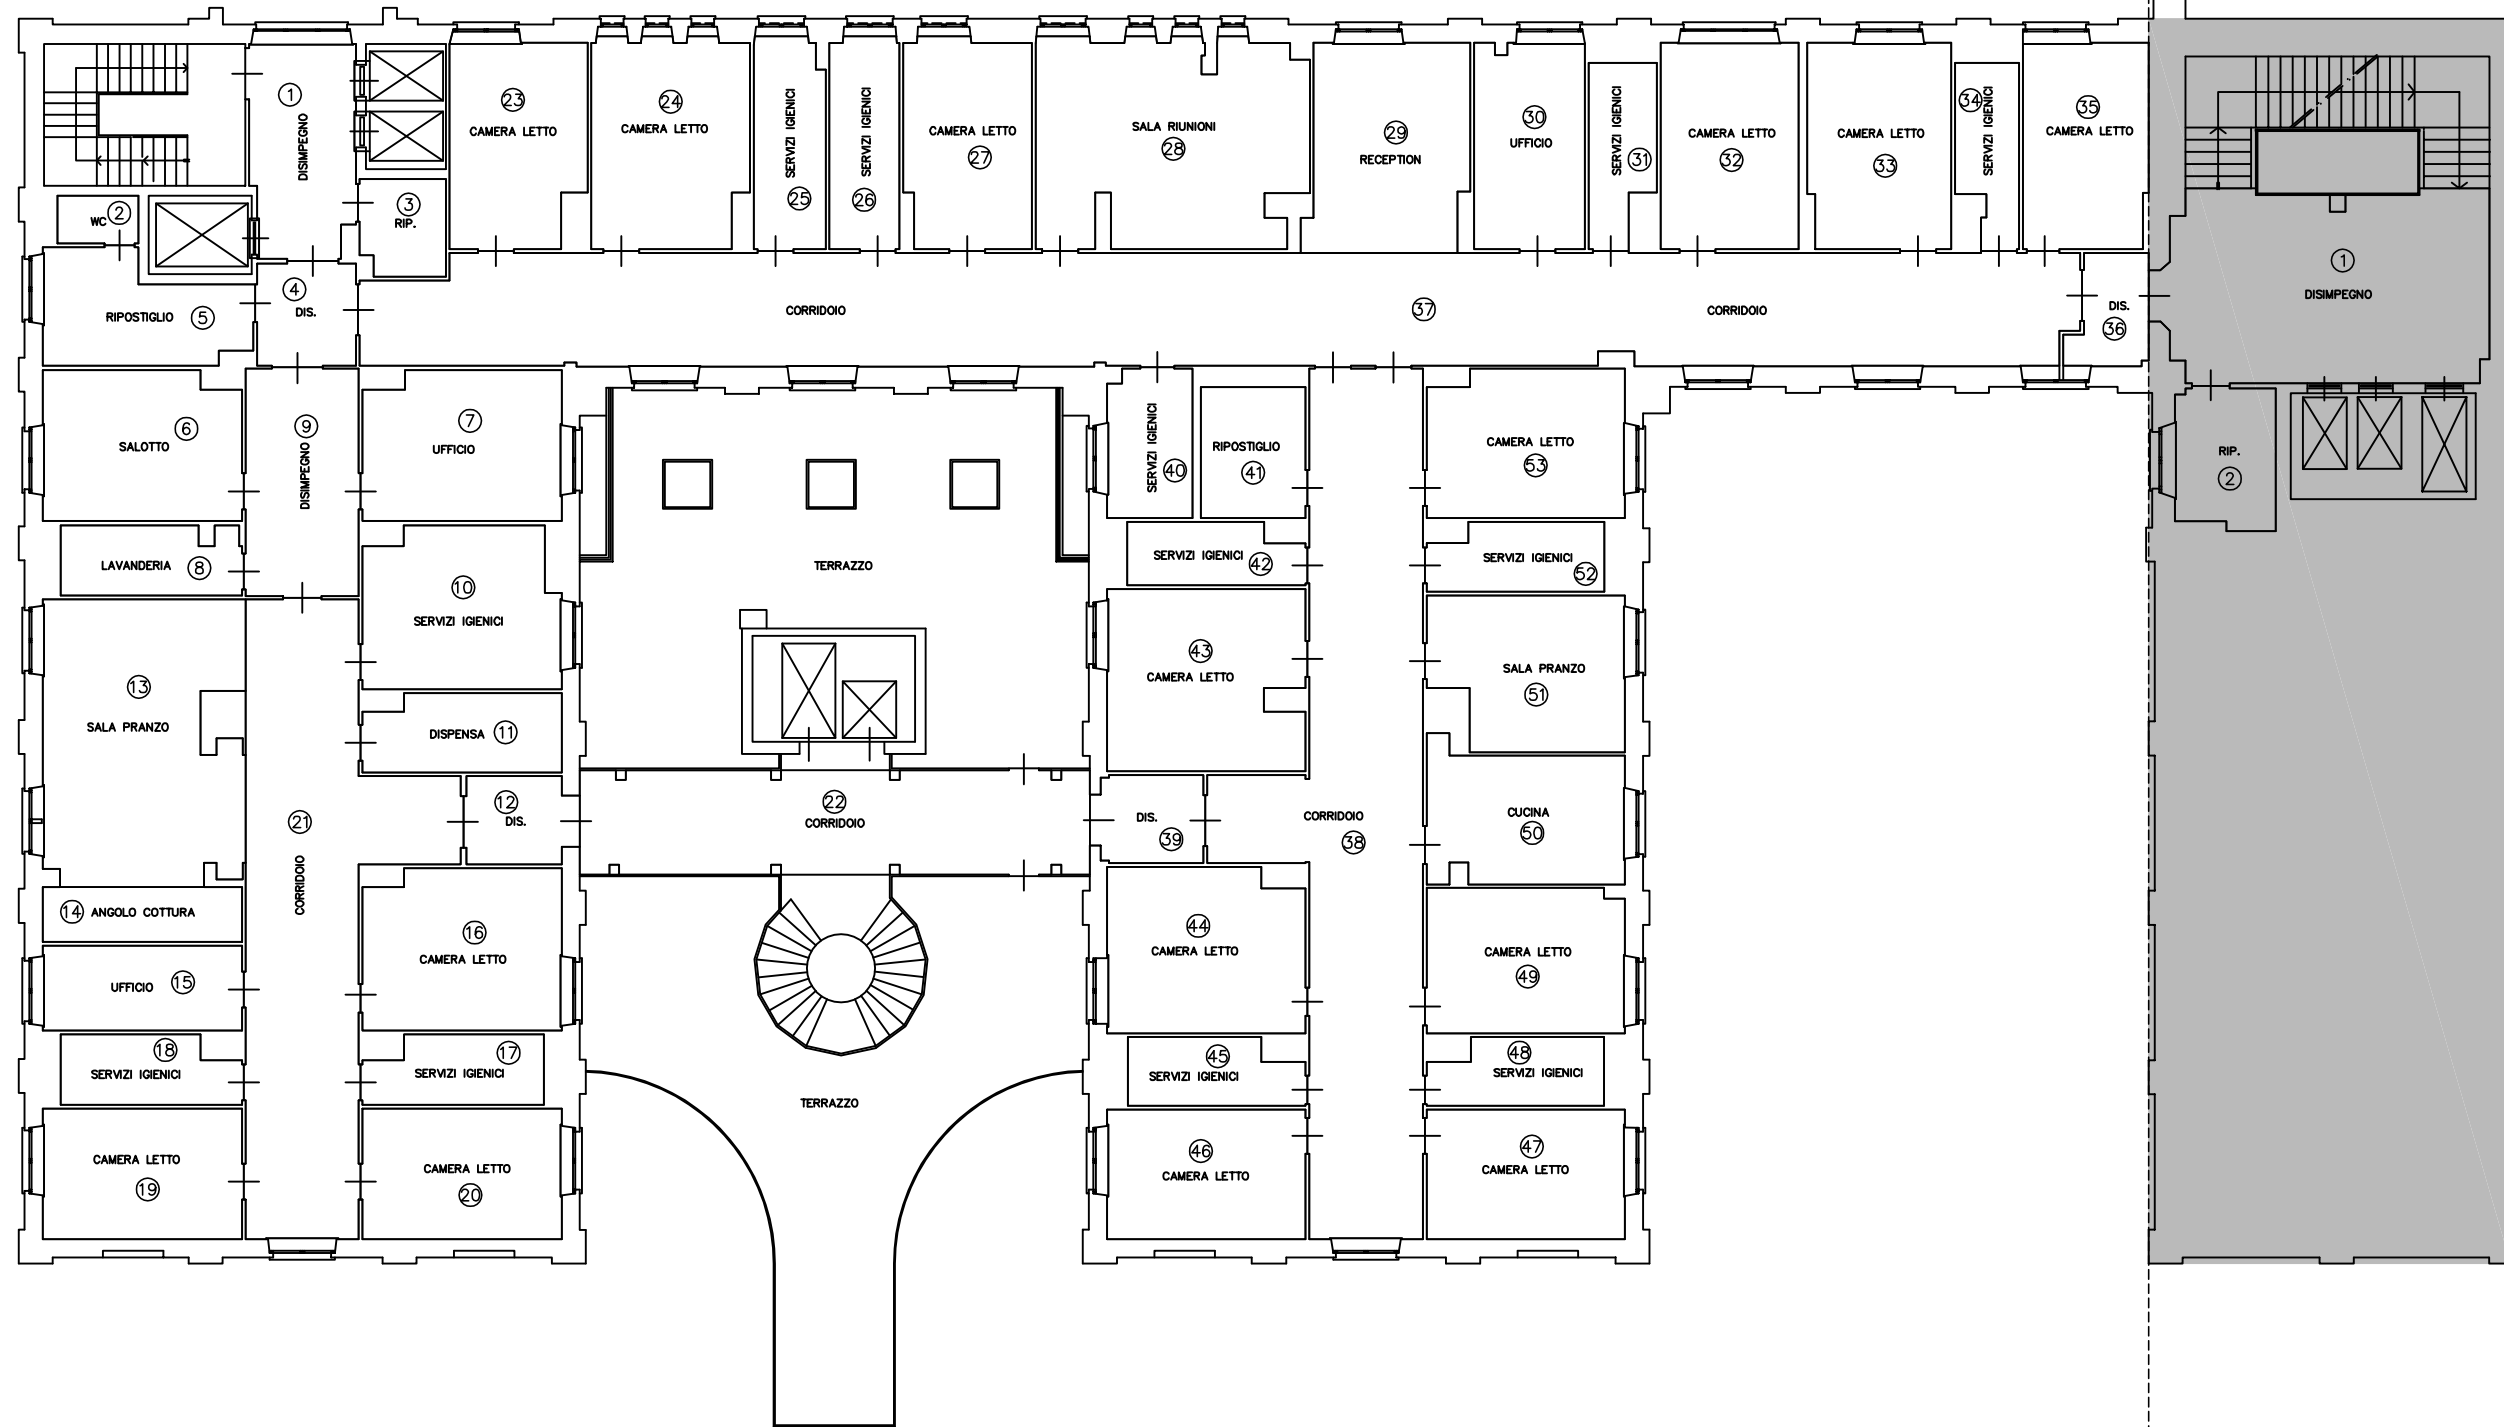 1
DISIMPEGNO
WC 2
3
RIP.
4
DIS.
RIPOSTIGLIO 5
23
CAMERA LETTO
24
CAMERA LETTO
SERVIZI IGIENICI
25
SERVIZI IGIENICI
26
CAMERA LETTO
27
SALA RIUNIONI
28
29
RECEPTION
30
UFFICIO
SERVIZI IGIENICI
31
CAMERA LETTO
32
CAMERA LETTO
33
34
SERVIZI IGIENICI
35
CAMERA LETTO
1
DISIMPEGNO
CORRIDOIO
37
CORRIDOIO
DIS.
36
6
SALOTTO
9
DISIMPEGNO
7
UFFICIO
LAVANDERIA 8
10
SERVIZI IGIENICI
TERRAZZO
SERVIZI IGIENICI
40
RIPOSTIGLIO
41
CAMERA LETTO
53
RIP.
2
SERVIZI IGIENICI
42
SERVIZI IGIENICI
52
13
SALA PRANZO
DISPENSA 11
43
CAMERA LETTO
SALA PRANZO
51
21
CORRIDOIO
12
DIS.
22
CORRIDOIO
DIS.
39
CORRIDOIO
38
CUCINA
50
14 ANGOLO COTTURA
16
CAMERA LETTO
44
CAMERA LETTO
CAMERA LETTO
49
UFFICIO 15
18
SERVIZI IGIENICI
17
SERVIZI IGIENICI
TERRAZZO
45
SERVIZI IGIENICI
48
SERVIZI IGIENICI
CAMERA LETTO
19
CAMERA LETTO
20
46
CAMERA LETTO
47
CAMERA LETTO